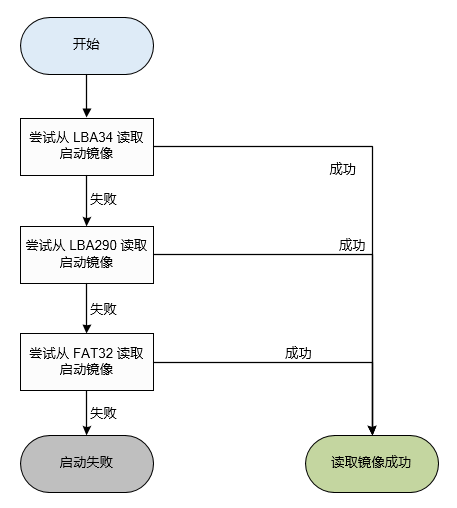 开始
尝试从 LBA34 读取
启动镜像
成功
失败
尝试从 LBA290 读取
启动镜像
成功
失败
尝试从 FAT32 读取
启动镜像
成功
失败
启动失败
读取镜像成功